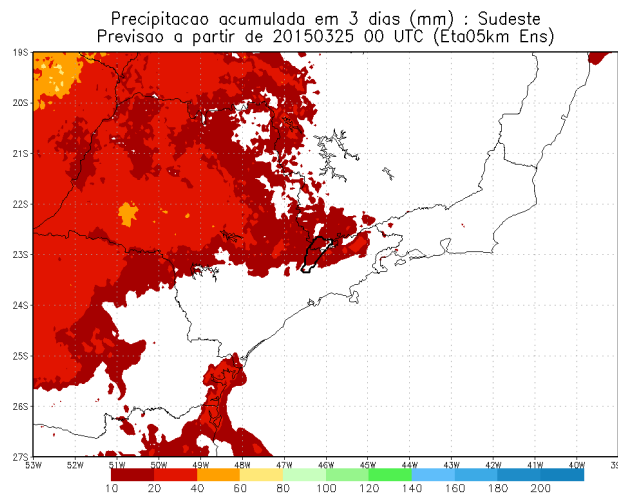 Precipitacao acumulada em 3 dias (mm) : Sudeste
Previsao a partir de 20150325 00 UTC (Eta05km Ens)
19S
20S
21S
22S
23S
24S
25S
26S
27S
53W 52W 51W 50W 49W 48W 47W 46W 45W 44W 43W 42W 41W 40W 39
10 20 40 60 80 100 120 140 160 180 200